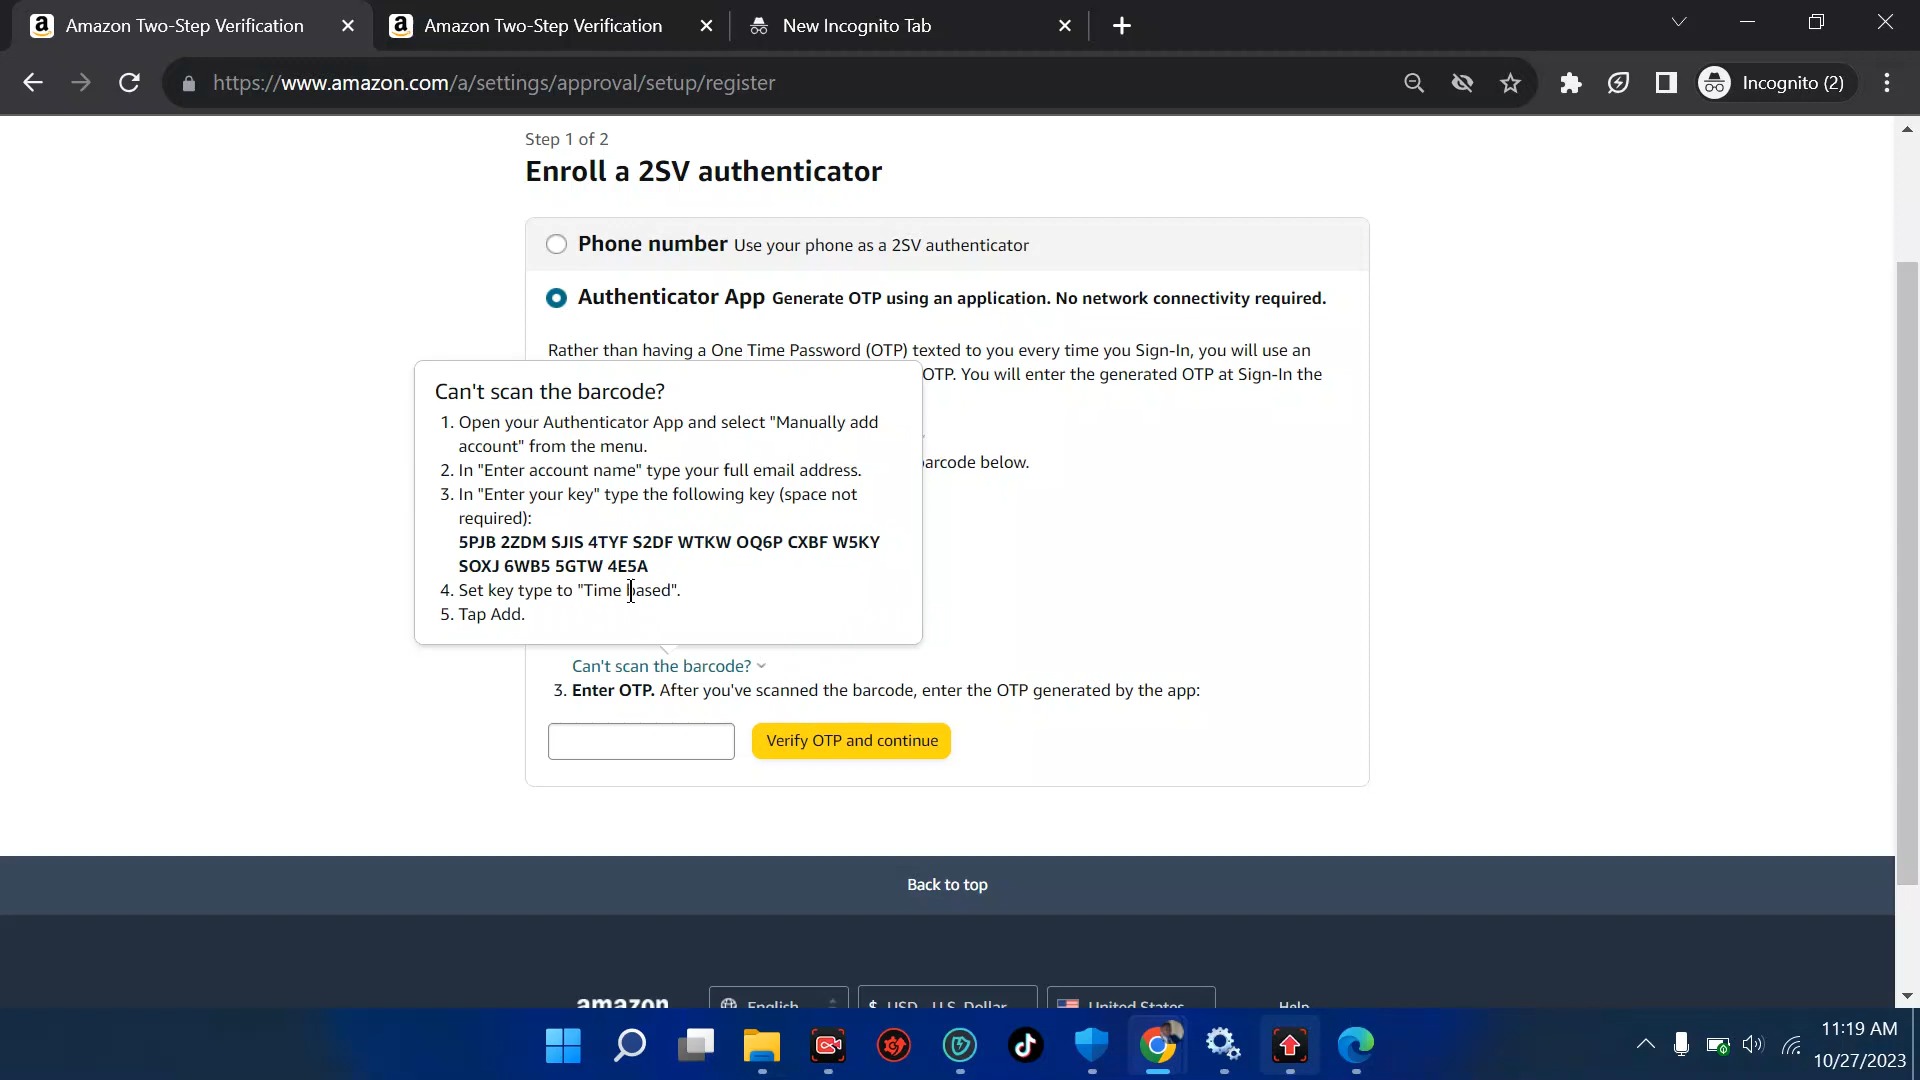 Amazon Two-Step Verification
Amazon Two-Step Verification
New Incognito Tab
https://www.amazon.com/a/settings/approval/setup/register
Incognito (2)
Step 1 of 2
Enroll a 2SV authenticator
Phone number Use your phone as a 2SV authenticator
Authenticator App Generate OTP using an application. No network connectivity required.
Rather than having a One Time Password (OTP) texted to you every time you Sign-In, you will use an
OTP. You will enter the generated OTP at Sign-In the
barcode below.
Can't scan the barcode?
1. Open your Authenticator App and select "Manually add
account" from the menu.
2. In "Enter account name" type your full email address.
3. In "Enter your key" type the following key (space not
required):
5PJB 2ZDM SJIS 4TYF S2DF WTKW OQ6P CXBF W5KY
SOXJ 6WB5 5GTW 4E5A
4. Set key type to "Time based".
5. Tap Add.
Can't scan the barcode?
3. Enter OTP. After you've scanned the barcode, enter the OTP generated by the app:
Verify OTP and continue
Back to top
amazon
English
$ USD - U.S. Dollar
United States
Help
11:19 AM
10/27/2023